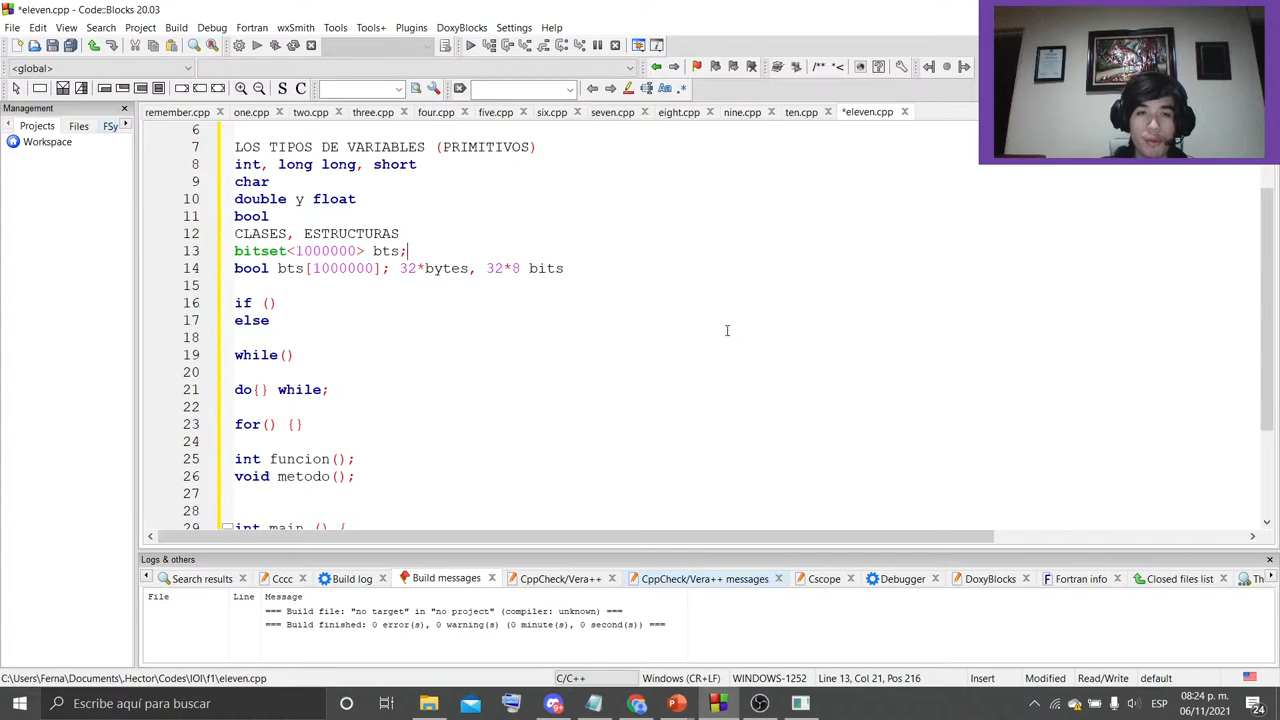 *eleven.cpp - Code::Blocks 20.03
File Edit View Search Project Build Debug Fortran wxSmith Tools Tools+ Plugins DoxyBlocks Settings Help
<global>
/** *<
S C
Aa .*
Management
Projects Files FSy
Workspace
remember.cpp one.cpp two.cpp three.cpp four.cpp five.cpp six.cpp seven.cpp eight.cpp nine.cpp ten.cpp *eleven.cpp
6
7 LOS TIPOS DE VARIABLES (PRIMITIVOS)
8 int, long long, short
9 char
10 double y float
11 bool
12 CLASES, ESTRUCTURAS
13 bitset<1000000> bts;
14 bool bts[1000000]; 32*bytes, 32*8 bits
15
16 if ()
17 else
18
19 while()
20
21 do{} while;
22
23 for() {}
24
25 int funcion();
26 void metodo();
27
28
29 int main () {
Logs & others
Search results Cccc Build log Build messages CppCheck/Vera++ CppCheck/Vera++ messages Cscope Debugger DoxyBlocks Fortran info Closed files list Th
File Line Message
=== Build file: "no target" in "no project" (compiler: unknown) ===
=== Build finished: 0 error(s), 0 warning(s) (0 minute(s), 0 second(s)) ===
C:\Users\Ferna\Documents\.Hector\Codes\IOI\f1\eleven.cpp C/C++ Windows (CR+LF) WINDOWS-1252 Line 13, Col 21, Pos 216 Insert Modified Read/Write default
Escribe aquí para buscar
ESP
08:24 p. m.
06/11/2021
24